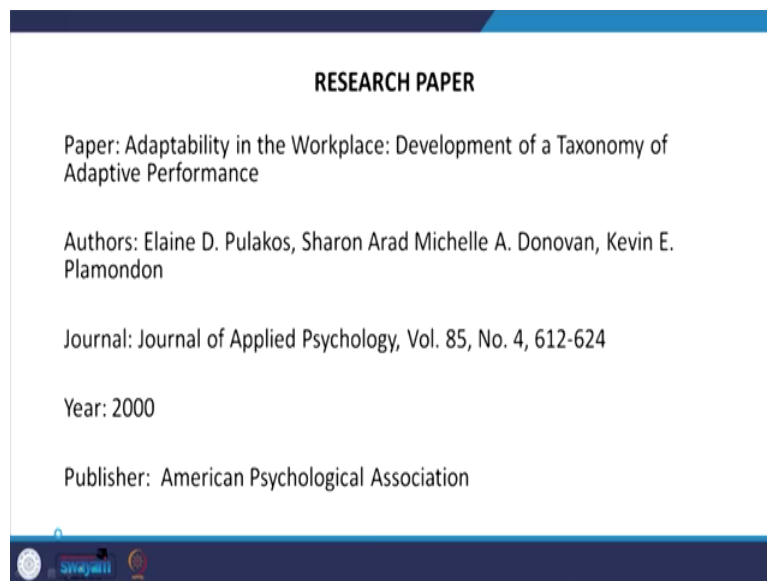 RESEARCH PAPER
Paper: Adaptability in the Workplace: Development of a Taxonomy of
Adaptive Performance
Authors: Elaine D. Pulakos, Sharon Arad Michelle A. Donovan, Kevin E.
Plamondon
Journal: Journal of Applied Psychology, Vol. 85, No. 4, 612-624
Year: 2000
Publisher: American Psychological Association
swayam